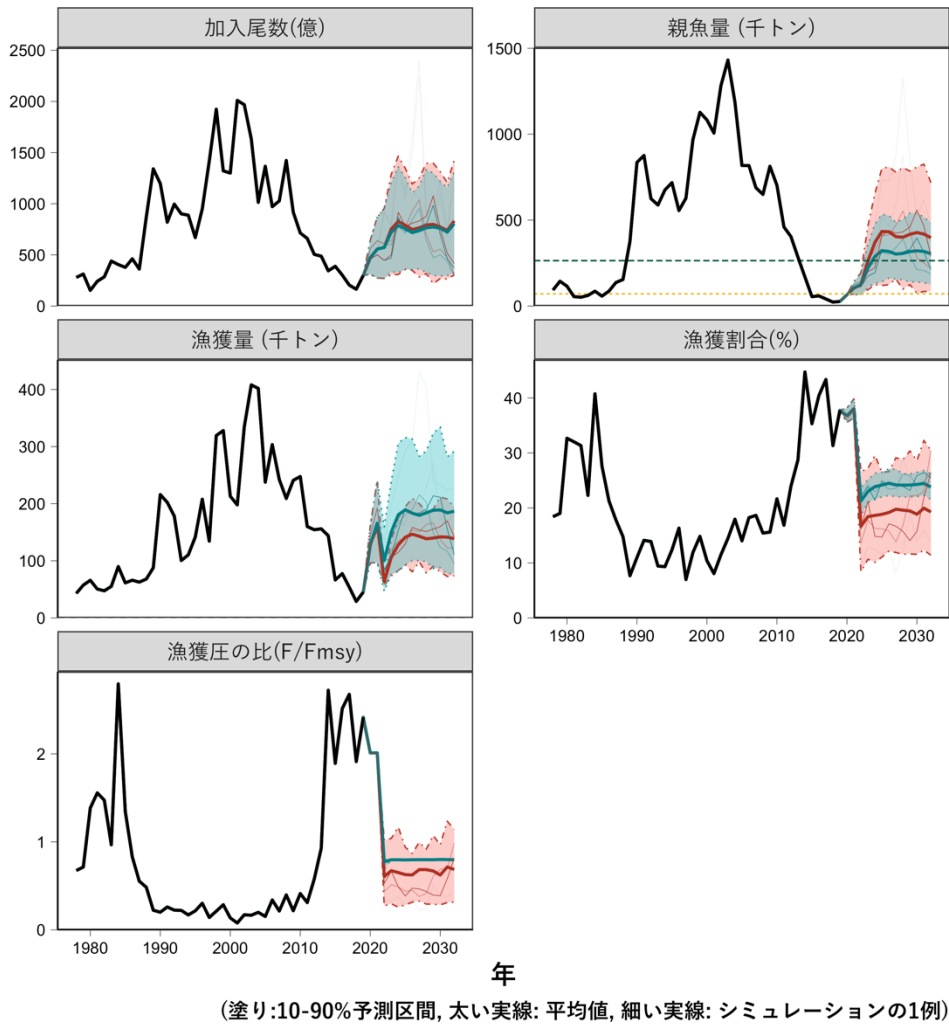 加入尾数(億)
2500
2000
1500
1000
500
0
親魚量 (千トン)
1500
1000
500
0
漁獲量 (千トン)
400
300
200
100
0
漁獲割合(%)
40
30
20
10
0
1980 1990 2000 2010 2020 2030
漁獲圧の比(F/Fmsy)
2
1
0
1980 1990 2000 2010 2020 2030
年
(塗り:10-90%予測区間, 太い実線: 平均値, 細い実線: シミュレーションの1例)